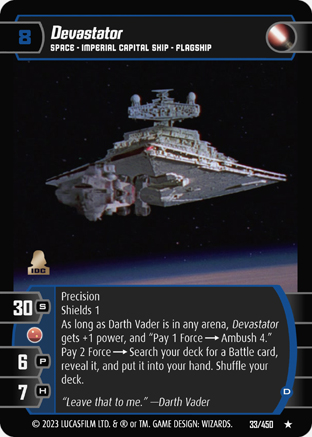 8
Devastator
SPACE - IMPERIAL CAPITAL SHIP - FLAGSHIP
IDC
30 S
6 P
7 H
Precision
Shields 1
As long as Darth Vader is in any arena, Devastator
gets +1 power, and “Pay 1 Force → Ambush 4.”
Pay 2 Force → Search your deck for a Battle card,
reveal it, and put it into your hand. Shuffle your
deck.
“Leave that to me.” —Darth Vader
D
© 2023 LUCASFILM LTD. & ® or TM. GAME DESIGN: WIZARDS. 33/450 ★